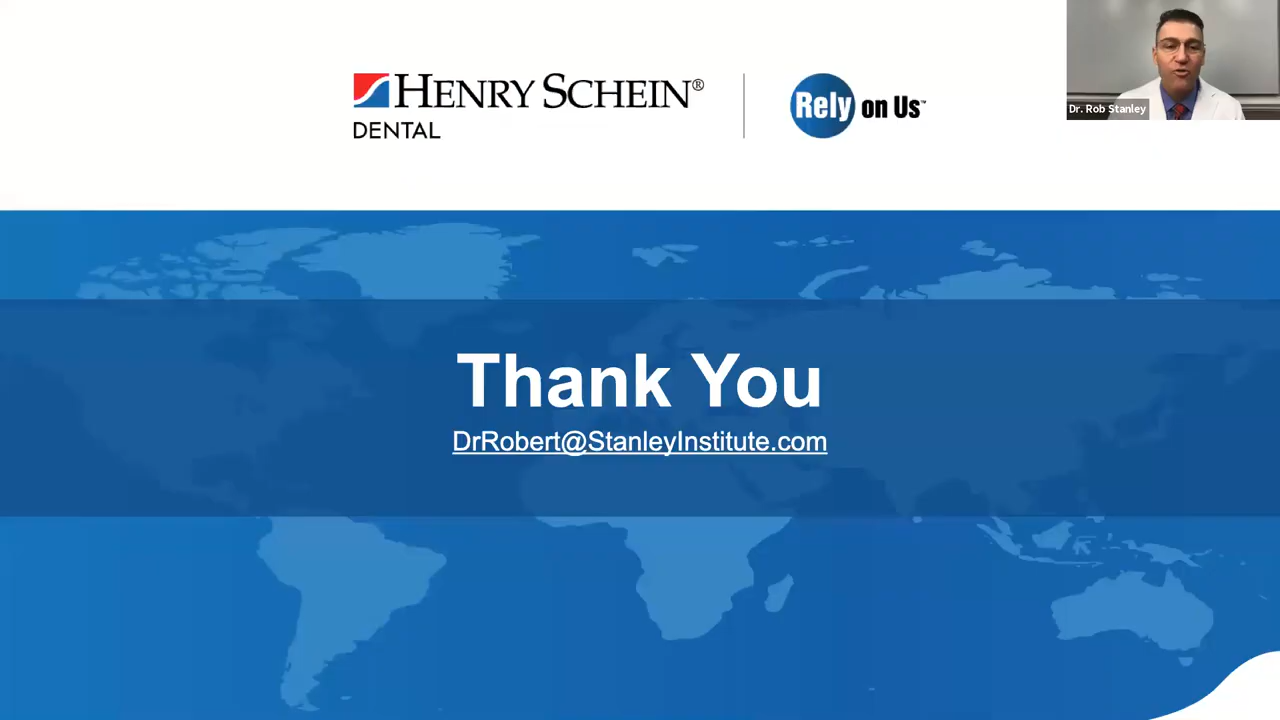 HENRY SCHEIN®
DENTAL
Rely on Us™
Dr. Rob Stanley
Thank You
DrRobert@StanleyInstitute.com